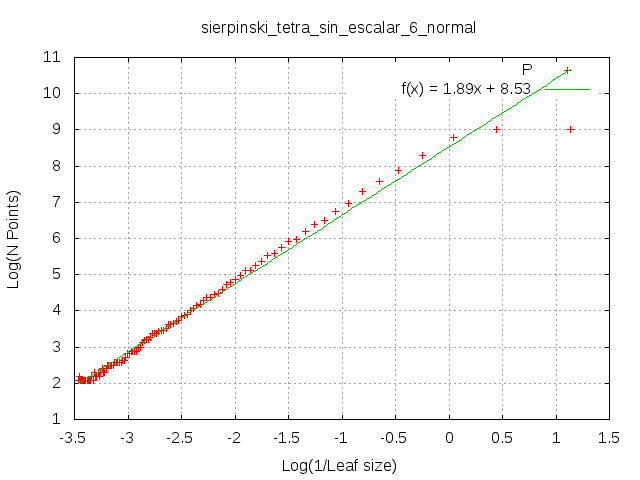 sierpinski_tetra_sin_escalar_6_normal
11
10
9
8
7
6
5
4
3
2
1
Log(N Points)
P
f(x) = 1.89x + 8.53
-3.5 -3 -2.5 -2 -1.5 -1 -0.5 0 0.5 1 1.5
Log(1/Leaf size)